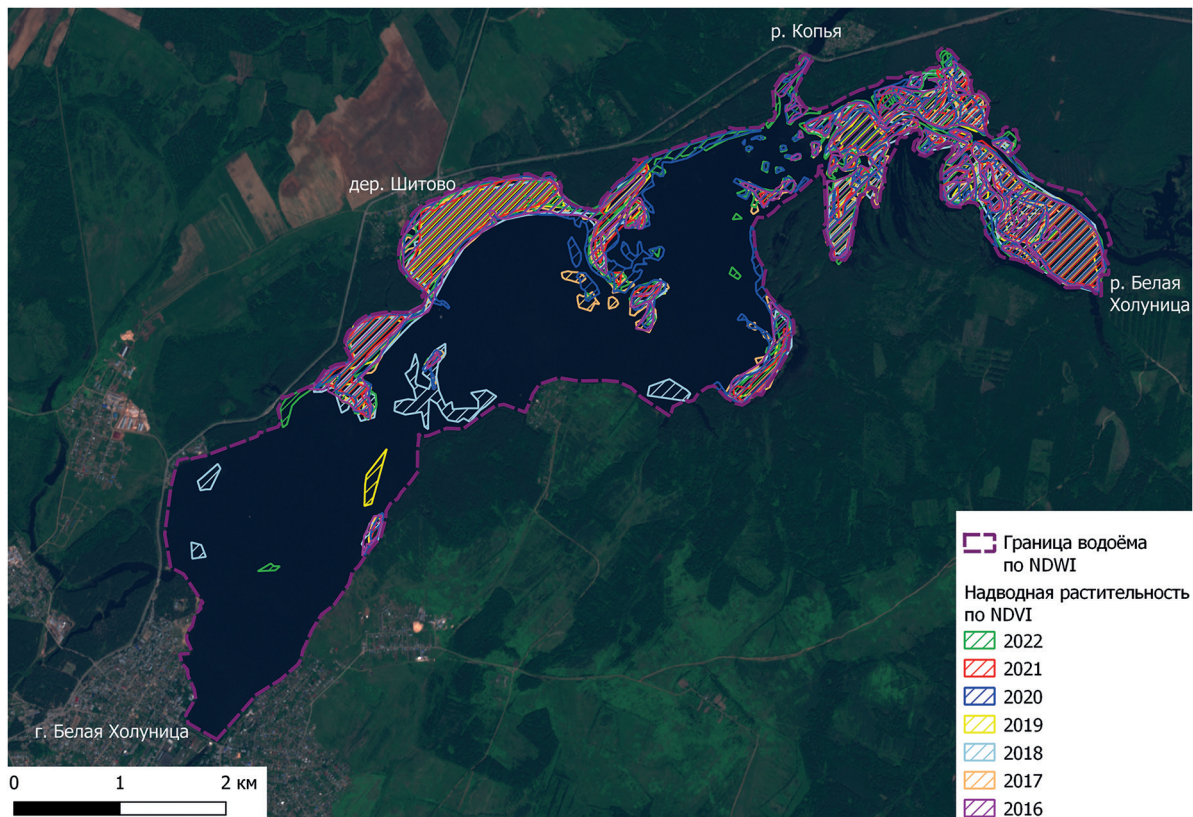 р. Копья
дер. Шитово
р. Белая
Холуница
г. Белая Холуница
0 1 2 км
Граница водоёма
по NDWI
Надводная растительность
по NDVI
2022
2021
2020
2019
2018
2017
2016